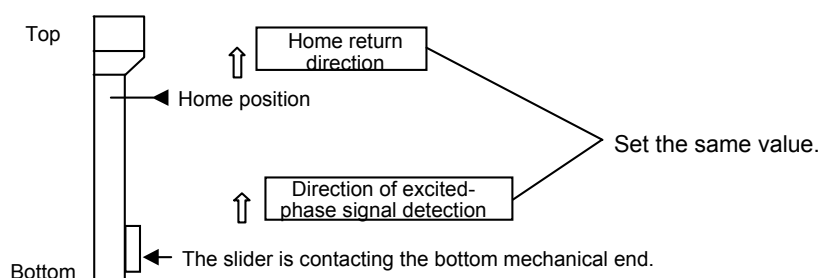 Top
Home return
direction
Home position
Set the same value.
Direction of excited-
phase signal detection
The slider is contacting the bottom mechanical end.
Bottom